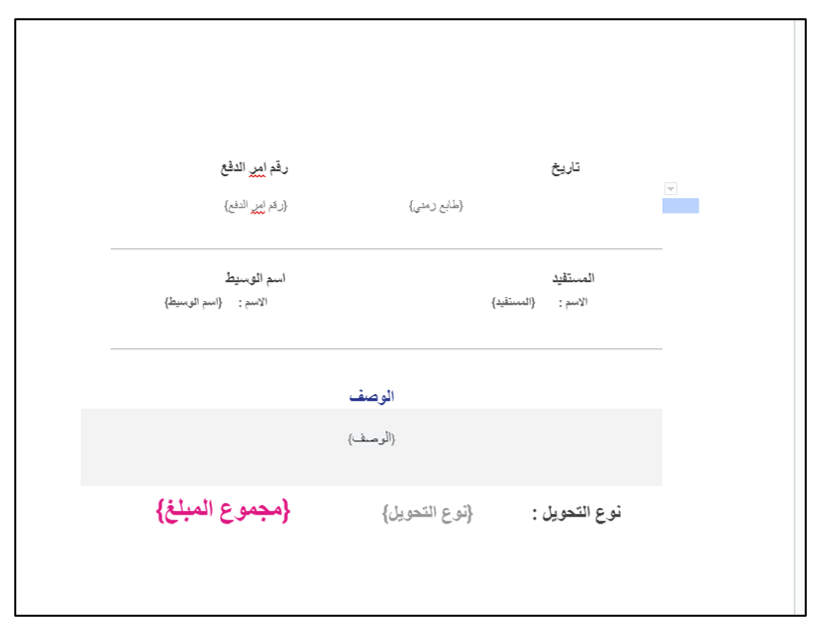 تاريخ رقم امر الدفع
{طابع زمني} {رقم امر الدفع}
المستفيد اسم الوسيط
الاسم : {المستفيد} الاسم : {اسم الوسيط}
الوصف
{الوصف}
نوع التحويل : {نوع التحويل} {مجموع المبلغ}